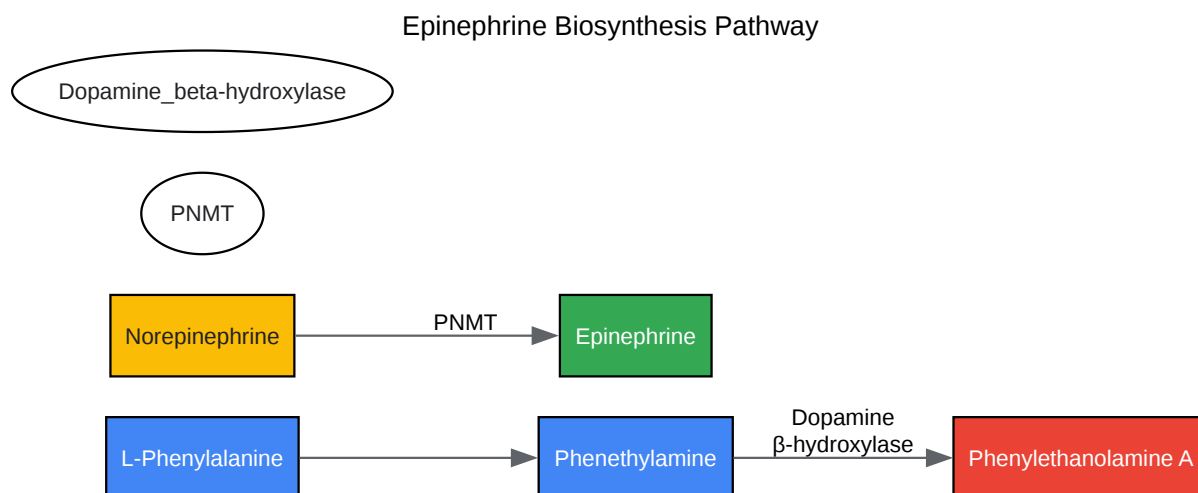 Epinephrine Biosynthesis Pathway
Dopamine_beta-hydroxylase
PNMT
Norepinephrine
PNMT
Epinephrine
L-Phenylalanine
Phenethylamine
Dopamine
β-hydroxylase
Phenylethanolamine A